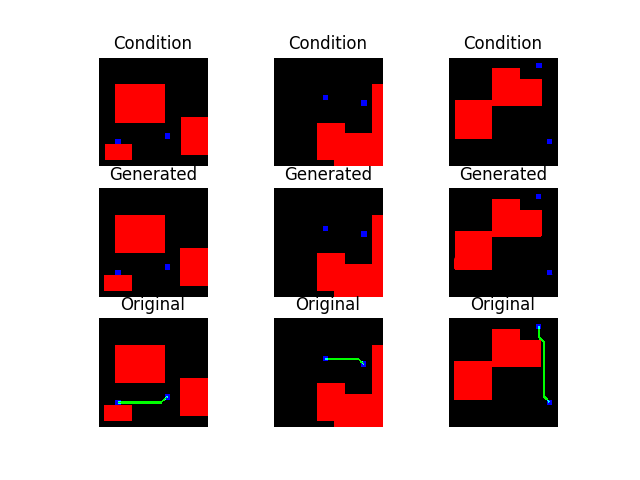 Condition Condition Condition
Generated Generated Generated
Original Original Original